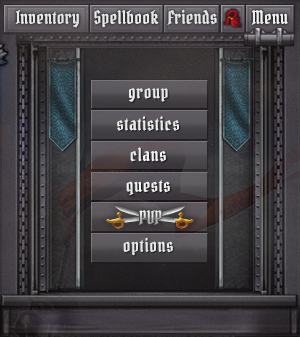 Inventory Spellbook Friends Menu
group
statistics
clans
quests
pvp
options